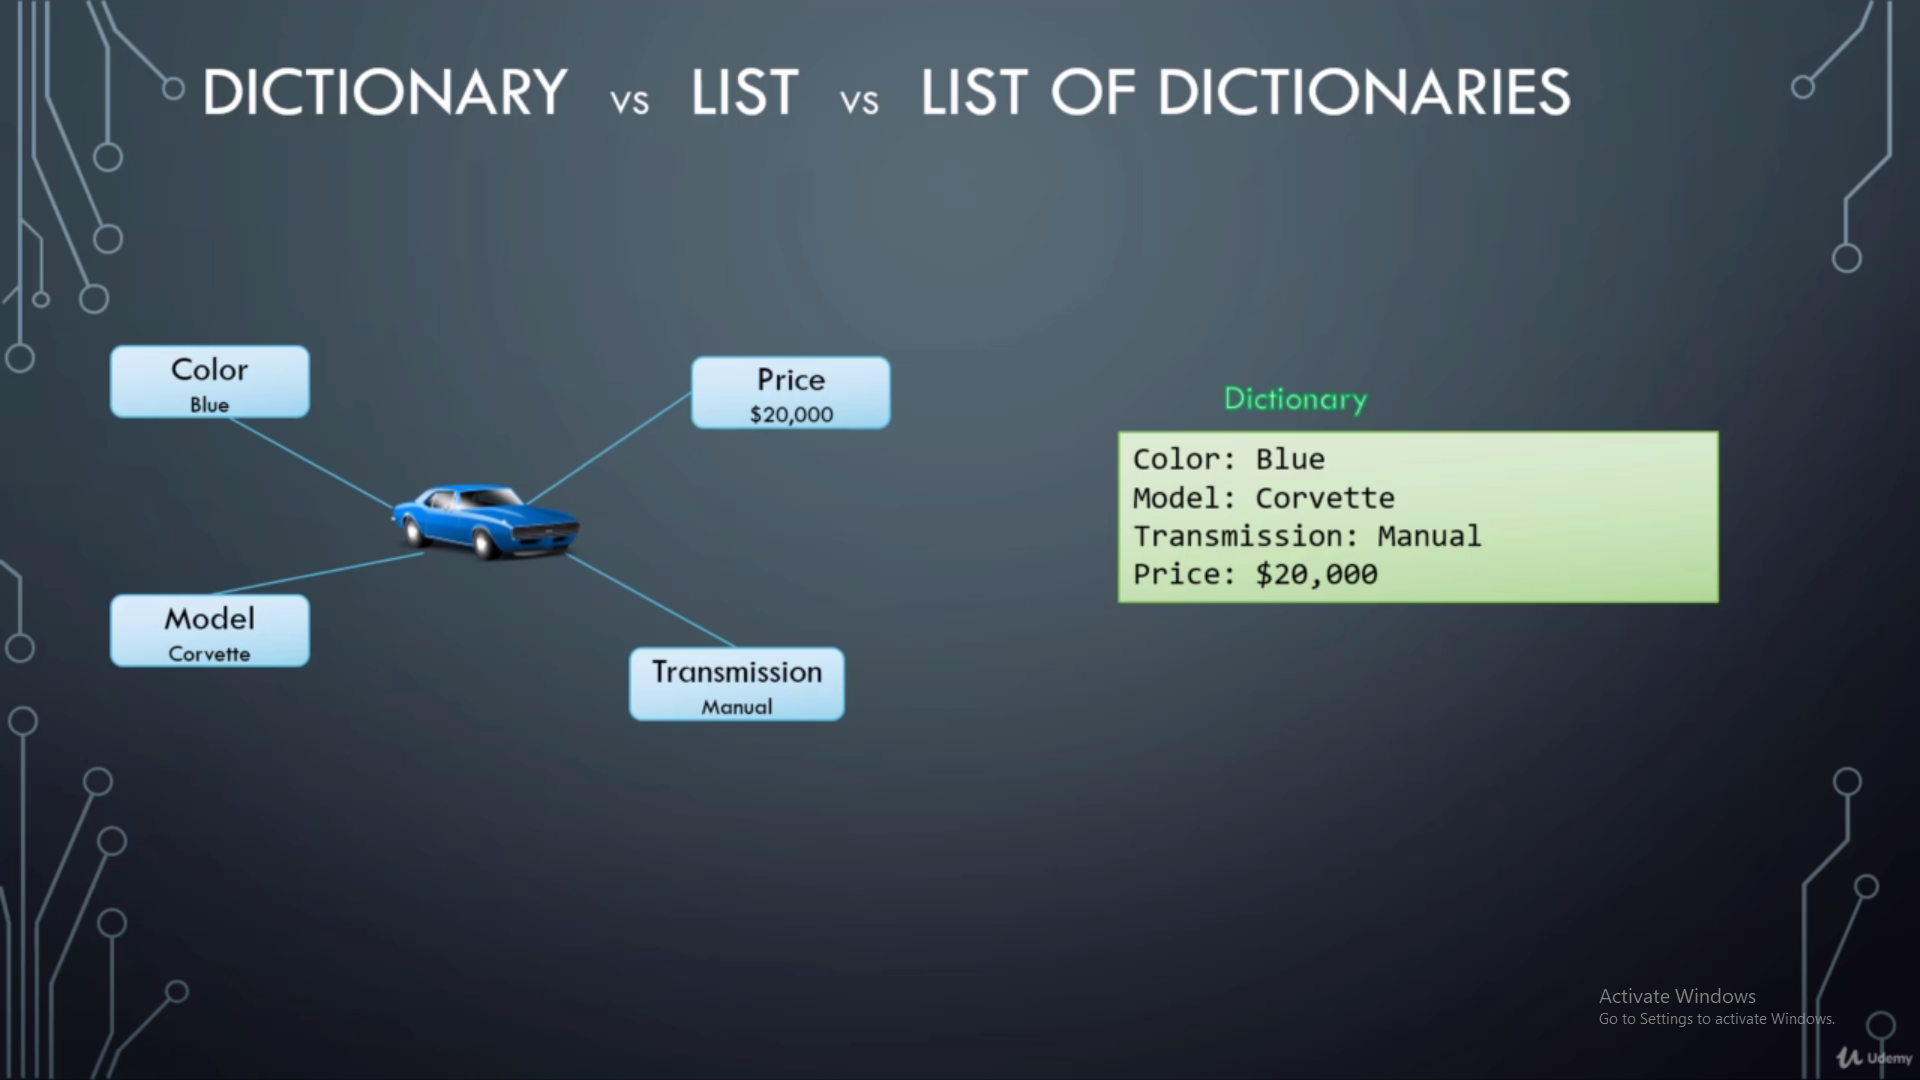 DICTIONARY vs LIST vs LIST OF DICTIONARIES
Color
Blue
Price
$20,000
Model
Corvette
Transmission
Manual
Dictionary
Color: Blue
Model: Corvette
Transmission: Manual
Price: $20,000
Activate Windows
Go to Settings to activate Windows.
Udemy